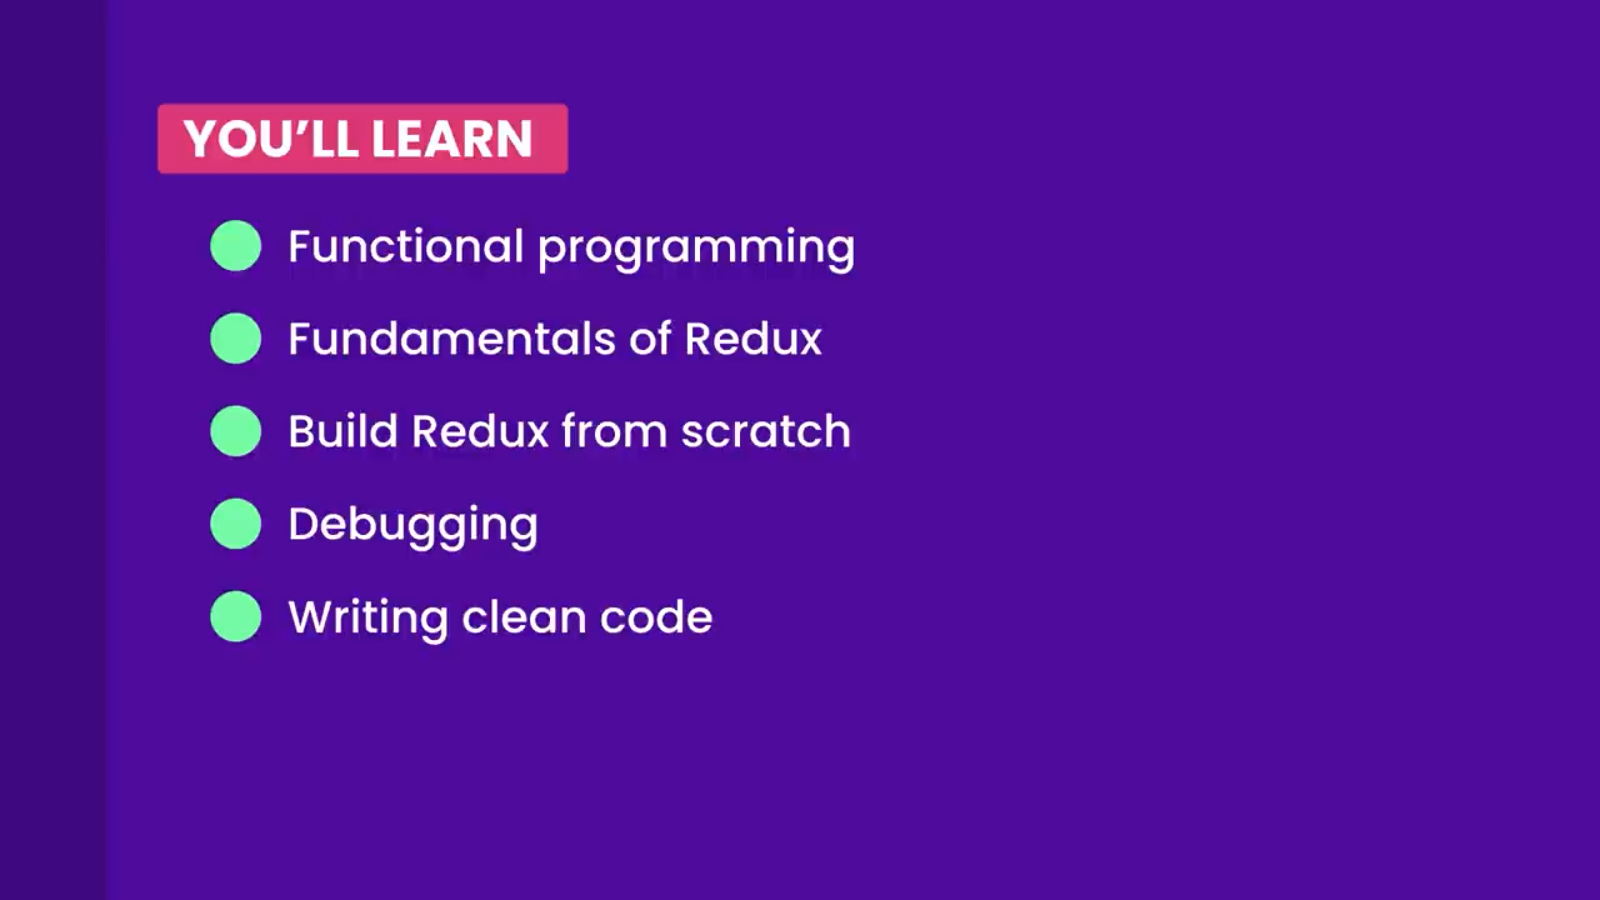 YOU’LL LEARN
Functional programming
Fundamentals of Redux
Build Redux from scratch
Debugging
Writing clean code